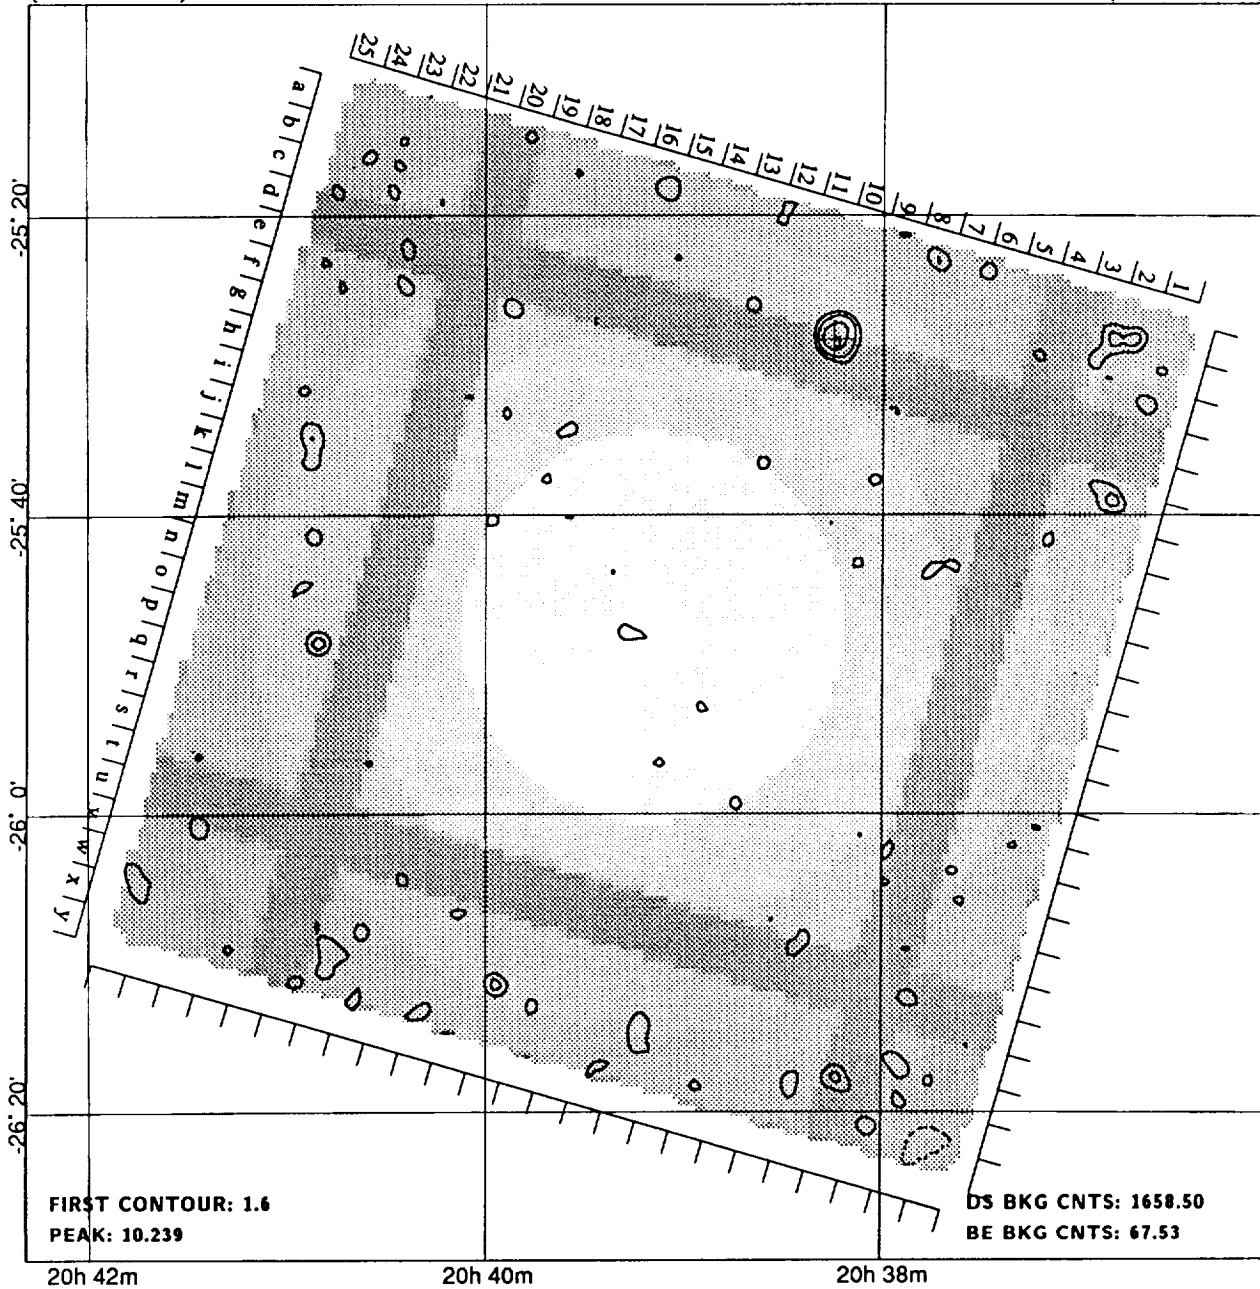 25 24 23 22 21 20 19 18 17 16 15 14 13 12 11 10 9 8 7 6 5 4 3 2 1
a b c d e f g h i j k l m n o p q r s t u v w x y
-25° 20'
-25° 40'
-26° 0'
-26° 20'
FIRST CONTOUR: 1.6
PEAK: 10.239
DS BKG CNTS: 1658.50
BE BKG CNTS: 67.53
20h 42m
20h 40m
20h 38m